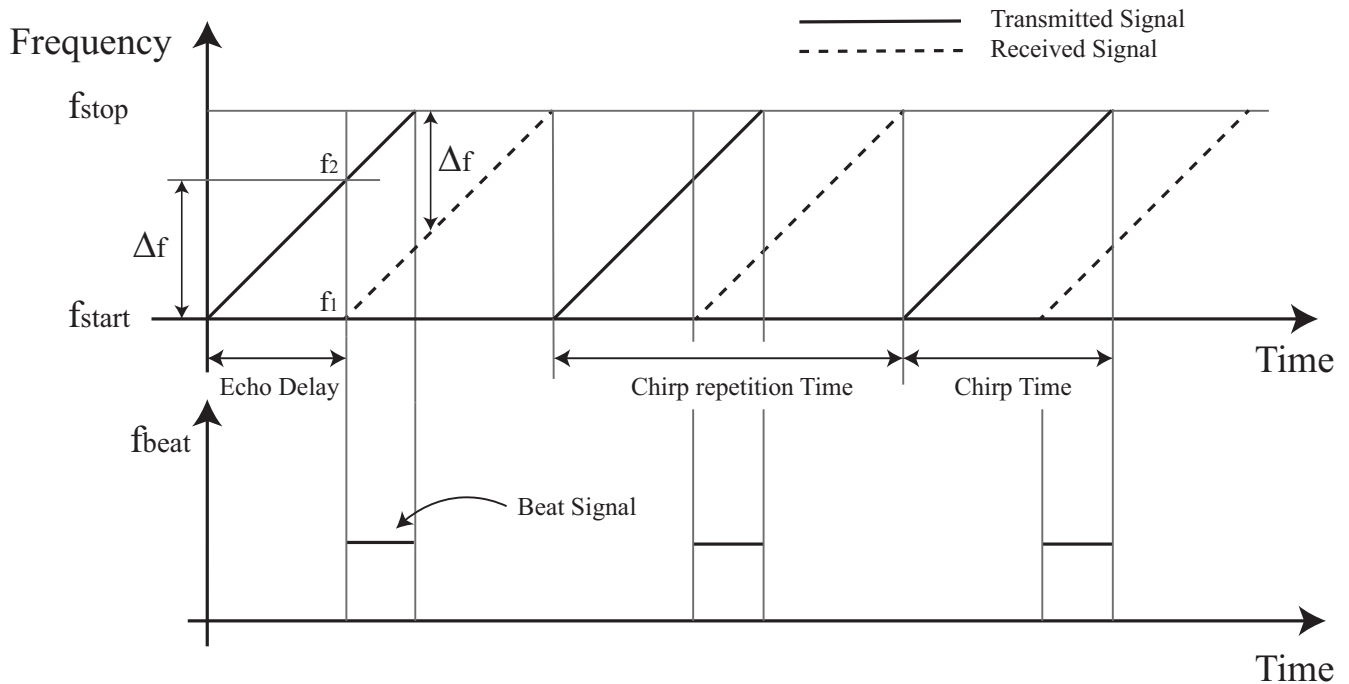 Transmitted Signal
Received Signal
Frequency
fstop
f2
Δf
Δf
f1
fstart
Time
Echo Delay
Chirp repetition Time
Chirp Time
fbeat
Beat Signal
Time